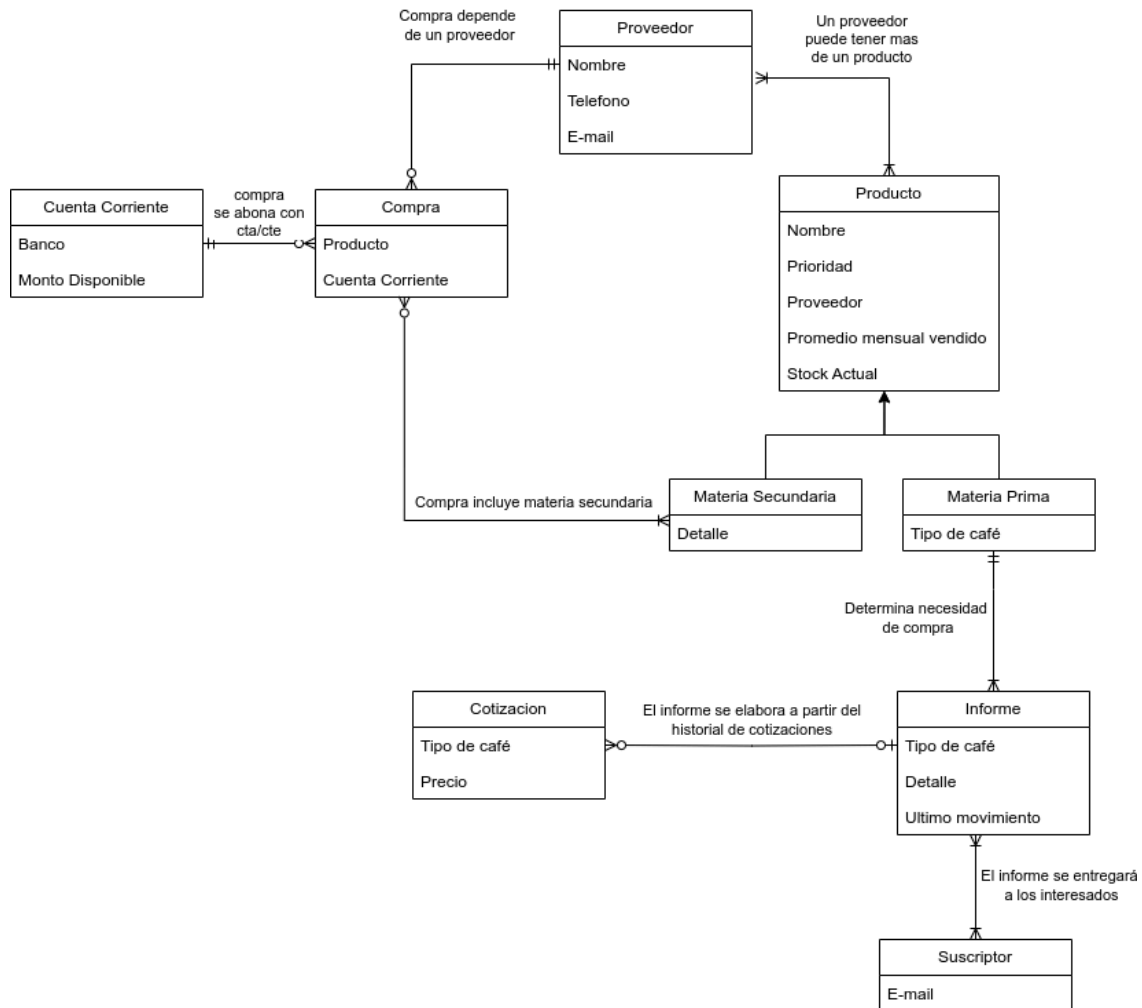 Compra depende
de un proveedor
Proveedor
Nombre
Telefono
E-mail
Un proveedor
puede tener mas
de un producto
Cuenta Corriente
Banco
Monto Disponible
compra
se abona con
cta/cte
Compra
Producto
Cuenta Corriente
Producto
Nombre
Prioridad
Proveedor
Promedio mensual vendido
Stock Actual
Compra incluye materia secundaria
Materia Secundaria
Detalle
Materia Prima
Tipo de café
Determina necesidad
de compra
Cotizacion
Tipo de café
Precio
El informe se elabora a partir del
historial de cotizaciones
Informe
Tipo de café
Detalle
Ultimo movimiento
El informe se entregará
a los interesados
Suscriptor
E-mail